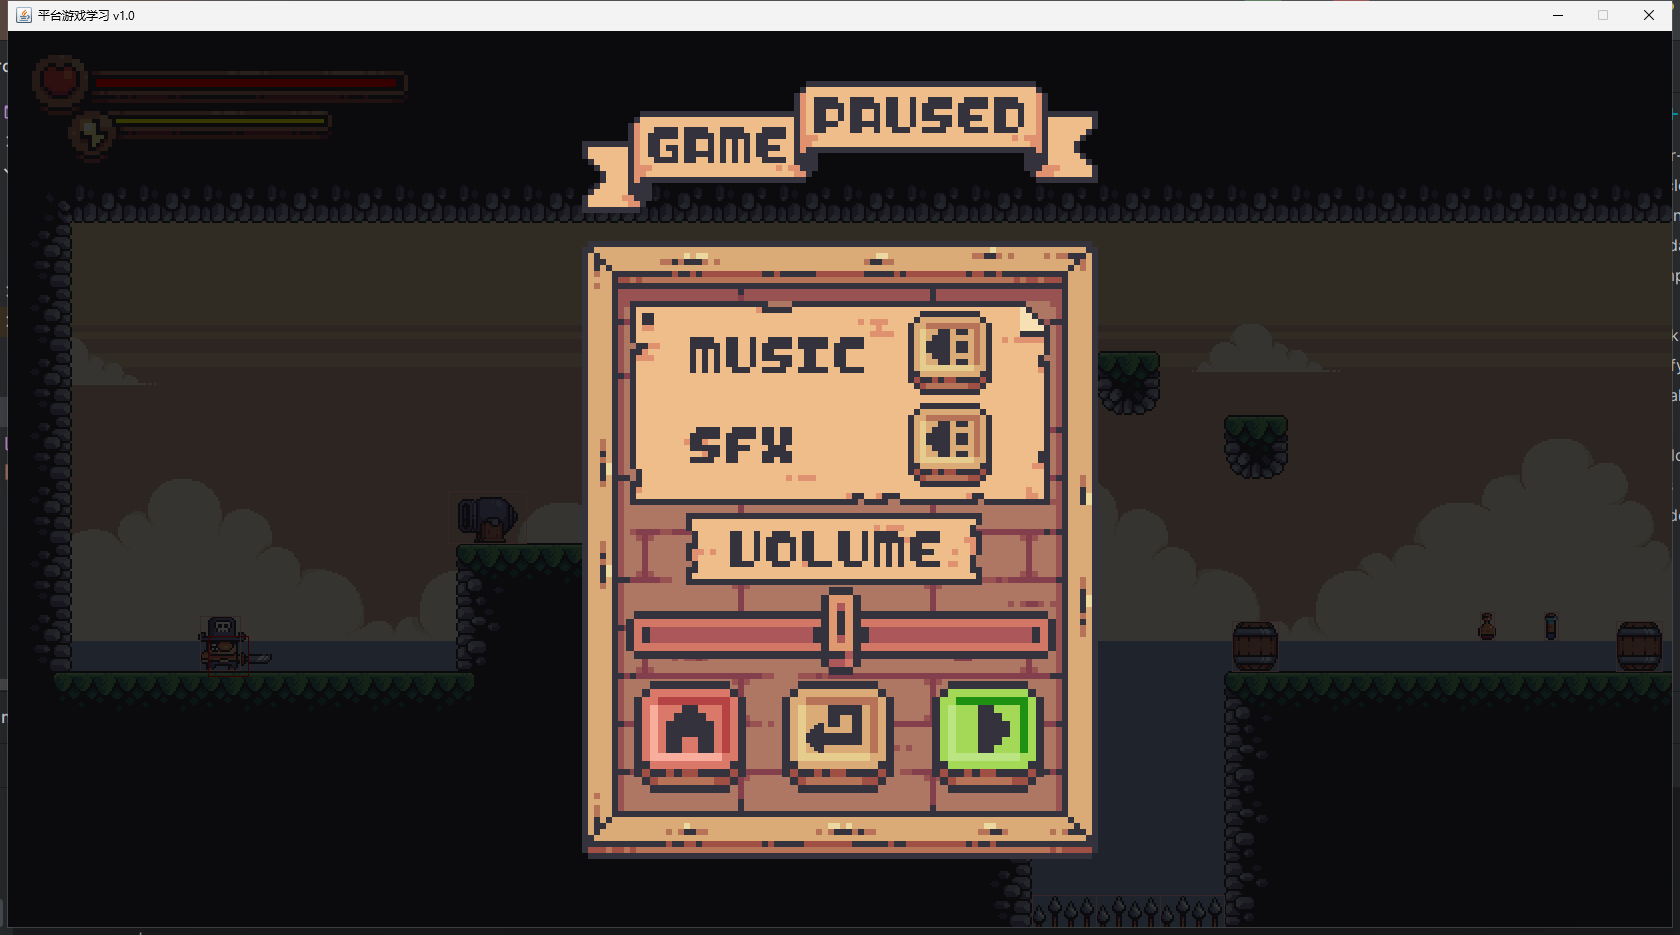 平台游戏学习 v1.0
GAME PAUSED
MUSIC
SFX
VOLUME